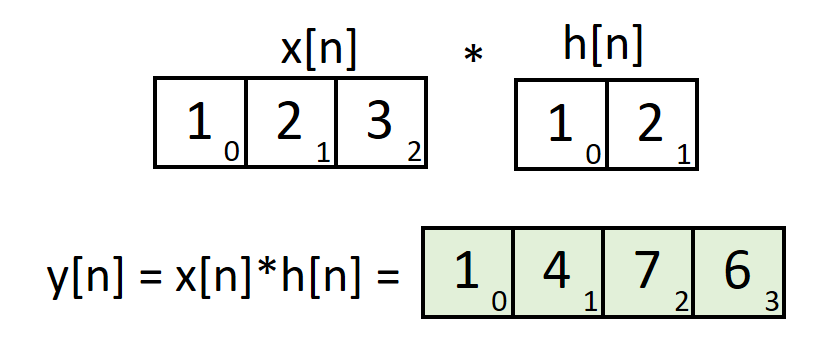 x[n] * h[n]
1 0 2 1 3 2 1 0 2 1
y[n] = x[n]*h[n] = 1 0 4 1 7 2 6 3